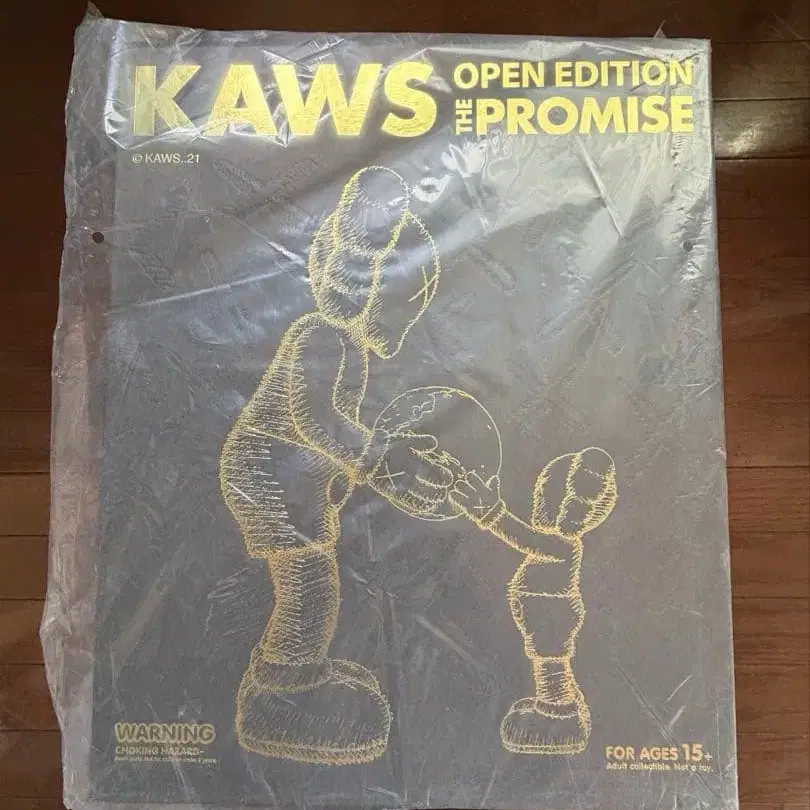 KAWS OPEN EDITION
THE PROMISE
© KAWS..21
WARNING
CHOKING HAZARD–
FOR AGES 15+
Adult collectible. Not a toy.